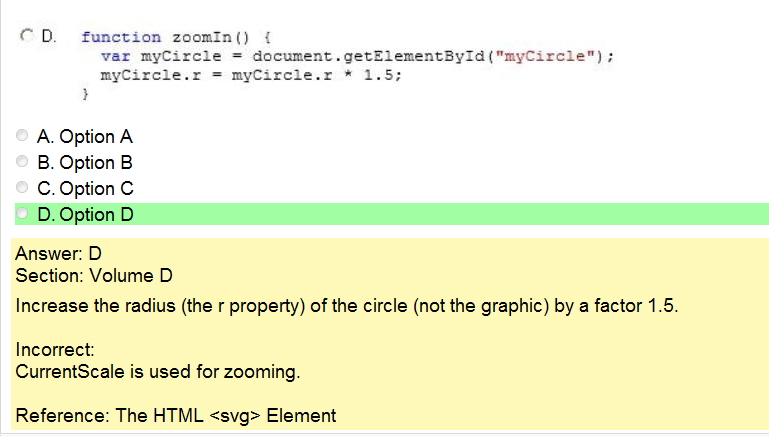 D. function zoomIn() {
var myCircle = document.getElementById("myCircle");
myCircle.r = myCircle.r * 1.5;
}
A. Option A
B. Option B
C. Option C
D. Option D
Answer: D
Section: Volume D
Increase the radius (the r property) of the circle (not the graphic) by a factor 1.5.
Incorrect:
CurrentScale is used for zooming.
Reference: The HTML <svg> Element